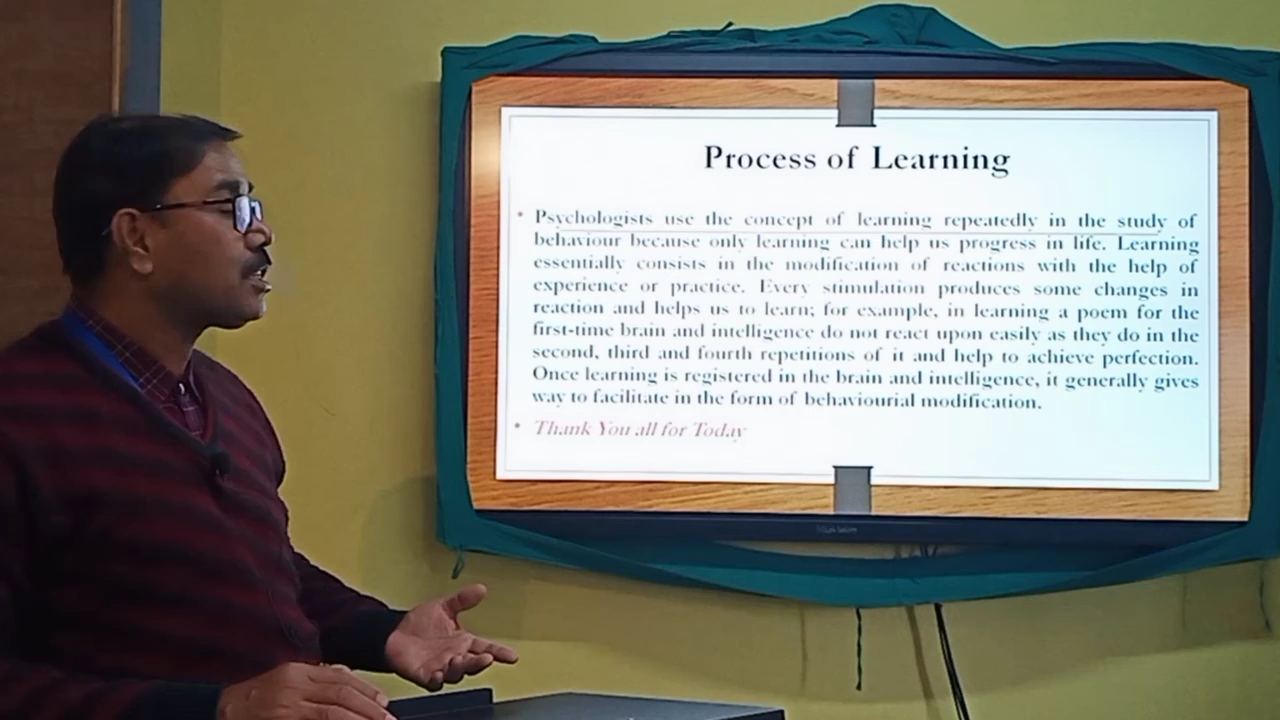 Process of Learning
• Psychologists use the concept of learning repeatedly in the study of
behaviour because only learning can help us progress in life. Learning
essentially consists in the modification of reactions with the help of
experience or practice. Every stimulation produces some changes in
reaction and helps us to learn; for example, in learning a poem for the
first-time brain and intelligence do not react upon easily as they do in the
second, third and fourth repetitions of it and help to achieve perfection.
Once learning is registered in the brain and intelligence, it generally gives
way to facilitate in the form of behaviourial modification.
• Thank You all for Today